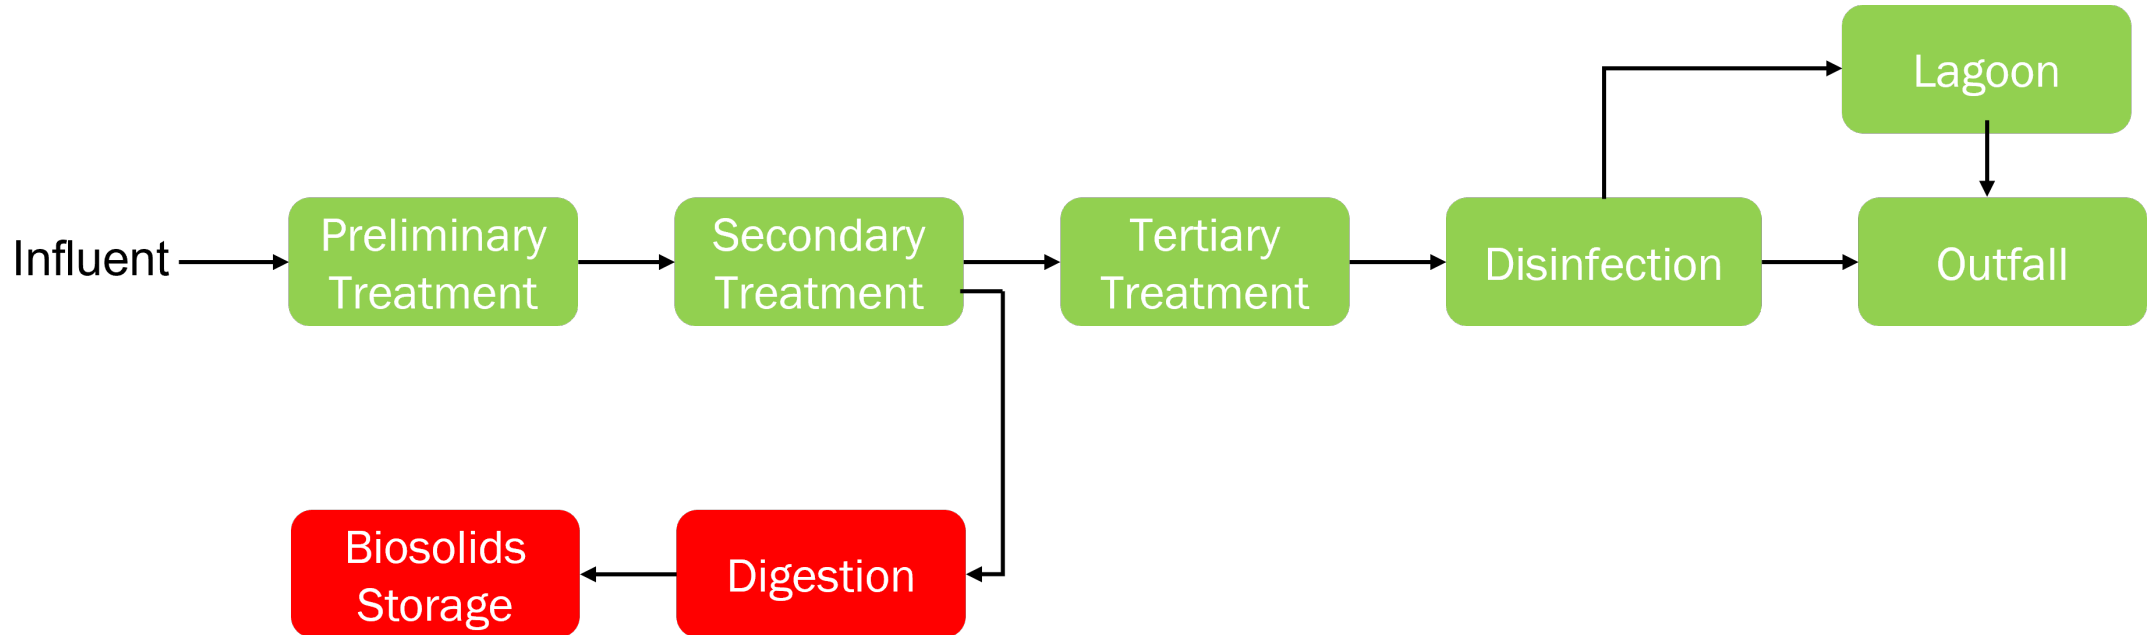 Lagoon
Influent
Preliminary
Treatment
Secondary
Treatment
Tertiary
Treatment
Disinfection
Outfall
Biosolids
Storage
Digestion